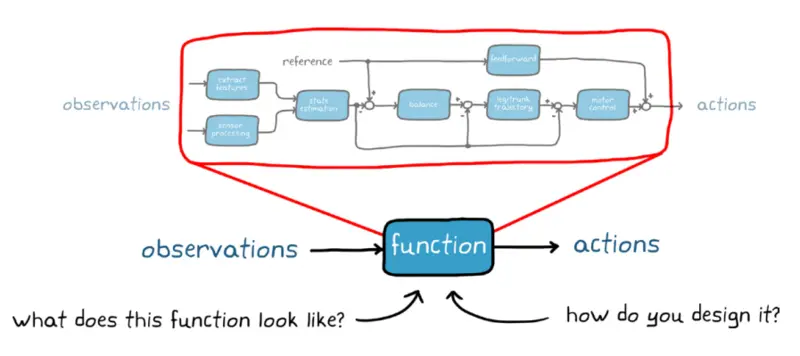 reference
feedforward
extract
features
observations
state
estimation
balance
leg/trunk
trajectory
motor
control
actions
sensor
processing
observations
function
actions
what does this function look like?
how do you design it?